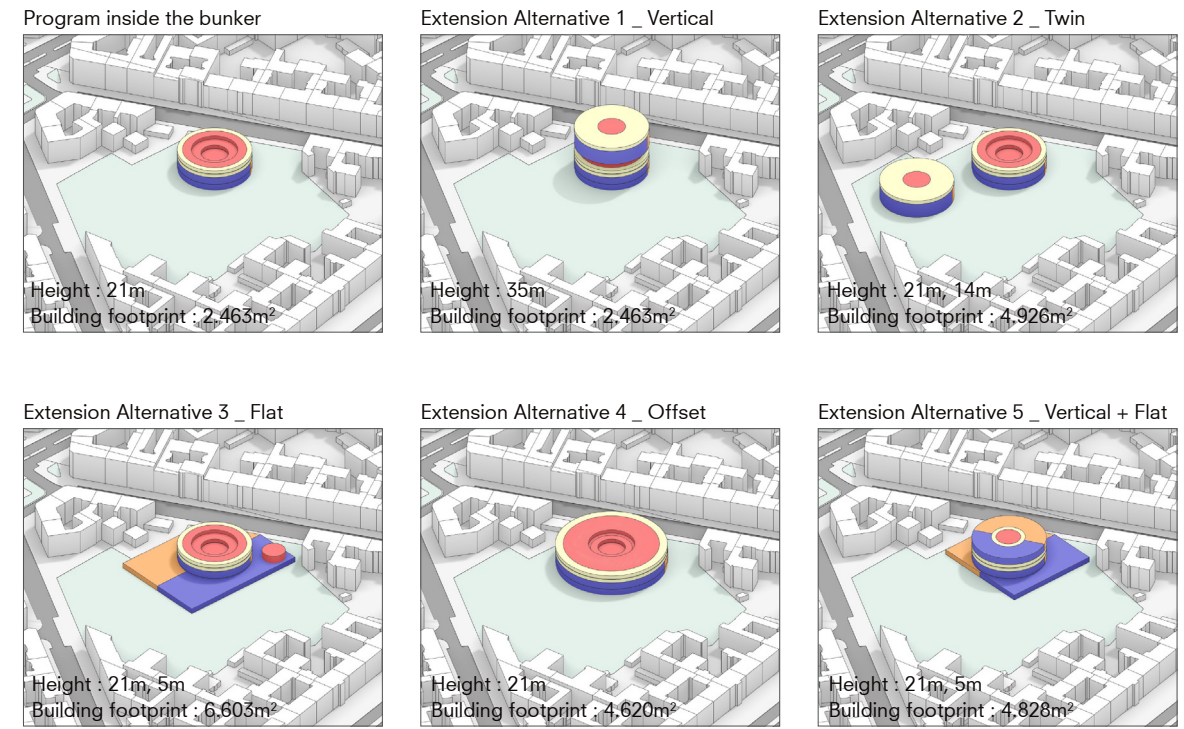 Program inside the bunker
Extension Alternative 1 _ Vertical
Extension Alternative 2 _ Twin
Height : 21m
Building footprint : 2.463m²
Height : 35m
Building footprint : 2.463m²
Height : 21m, 14m
Building footprint : 4.926m²
Extension Alternative 3 _ Flat
Extension Alternative 4 _ Offset
Extension Alternative 5 _ Vertical + Flat
Height : 21m, 5m
Building footprint : 6.603m²
Height : 21m
Building footprint : 4.620m²
Height : 21m, 5m
Building footprint : 4.828m²